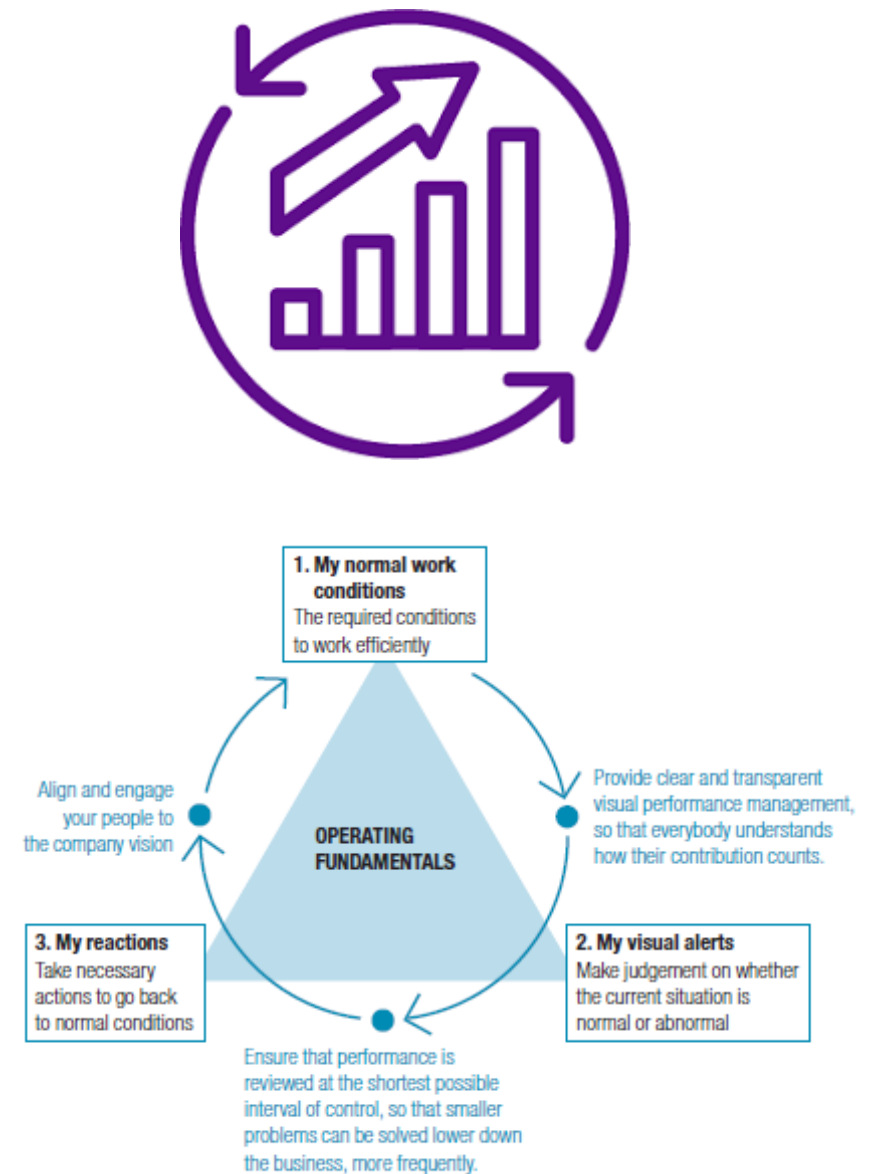 1. My normal work
conditions
The required conditions
to work efficiently
Align and engage
your people to
the company vision
Provide clear and transparent
visual performance management,
so that everybody understands
how their contribution counts.
OPERATING
FUNDAMENTALS
3. My reactions
Take necessary
actions to go back
to normal conditions
2. My visual alerts
Make judgement on whether
the current situation is
normal or abnormal
Ensure that performance is
reviewed at the shortest possible
interval of control, so that smaller
problems can be solved lower down
the business, more frequently.